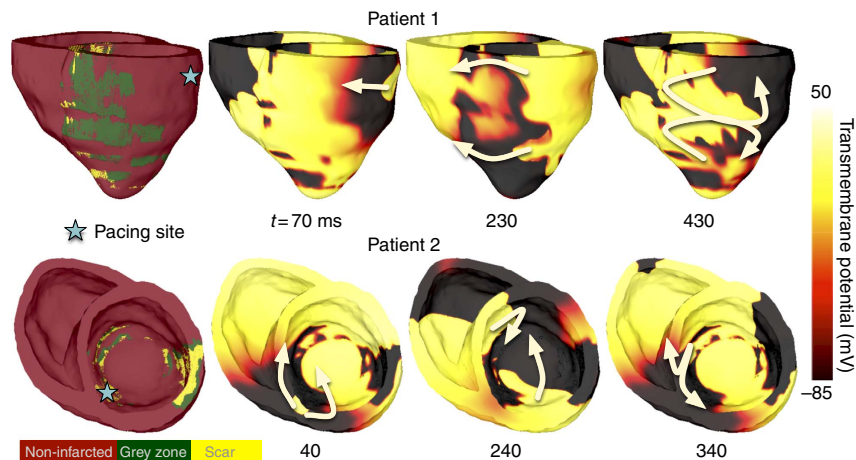 Patient 1
50
Transmembrane potential (mV)
–85
t= 70 ms
230
430
Pacing site
Patient 2
Non-infarcted Grey zone Scar
40
240
340